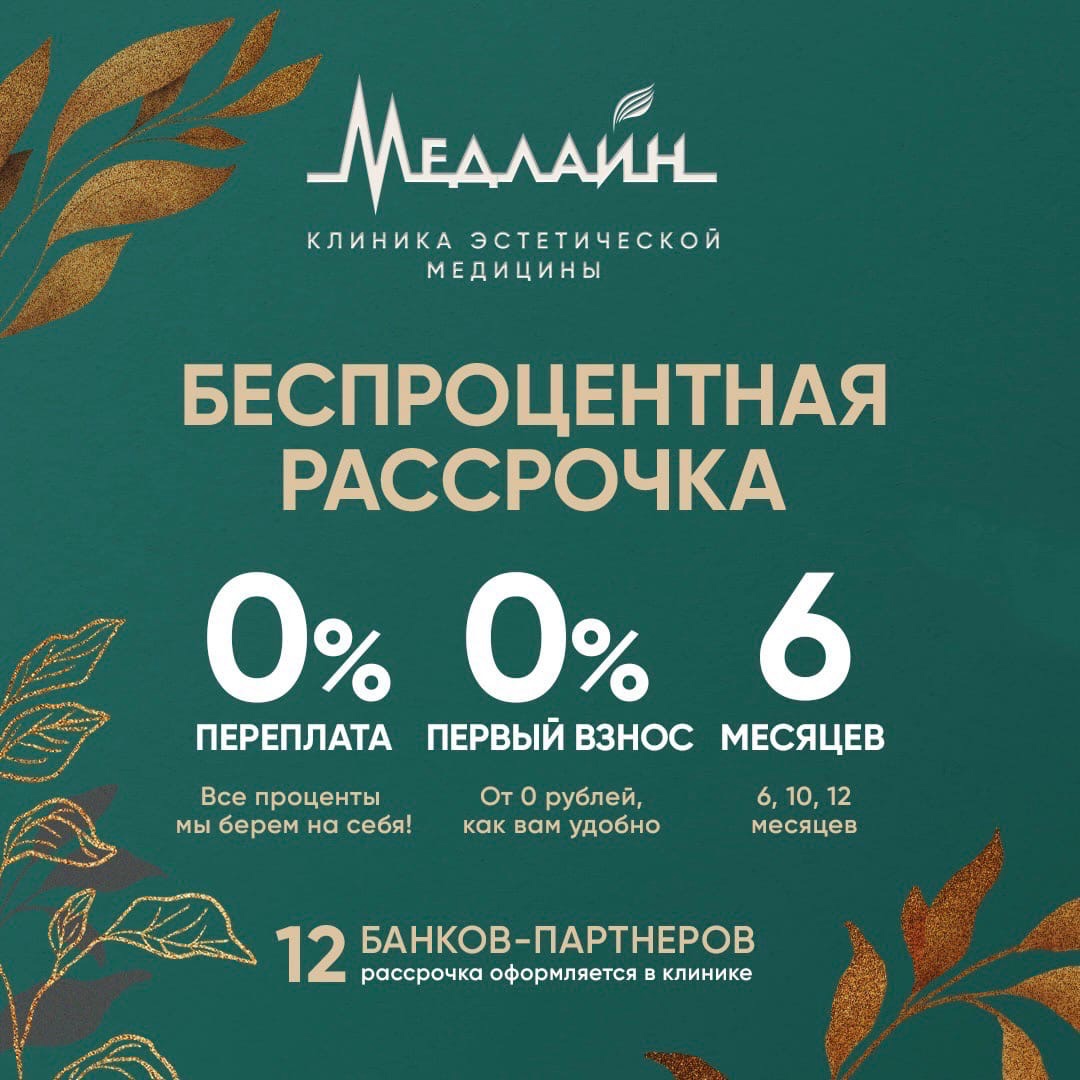 МЕДЛАЙН
КЛИНИКА ЭСТЕТИЧЕСКОЙ
МЕДИЦИНЫ
БЕСПРОЦЕНТНАЯ
РАССРОЧКА
0% 0% 6
ПЕРЕПЛАТА ПЕРВЫЙ ВЗНОС МЕСЯЦЕВ
Все проценты От 0 рублей, 6, 10, 12
мы берем на себя! как вам удобно месяцев
12 БАНКОВ-ПАРТНЕРОВ
рассрочка оформляется в клинике